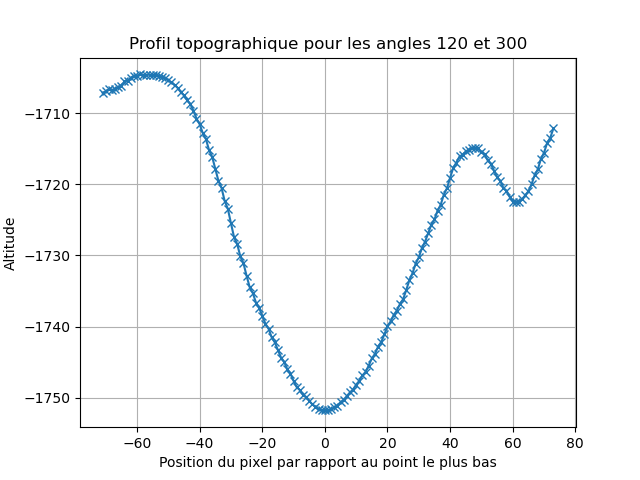 Profil topographique pour les angles 120 et 300
−1710
−1720
−1730
−1740
−1750
Altitude
−60 −40 −20 0 20 40 60 80
Position du pixel par rapport au point le plus bas